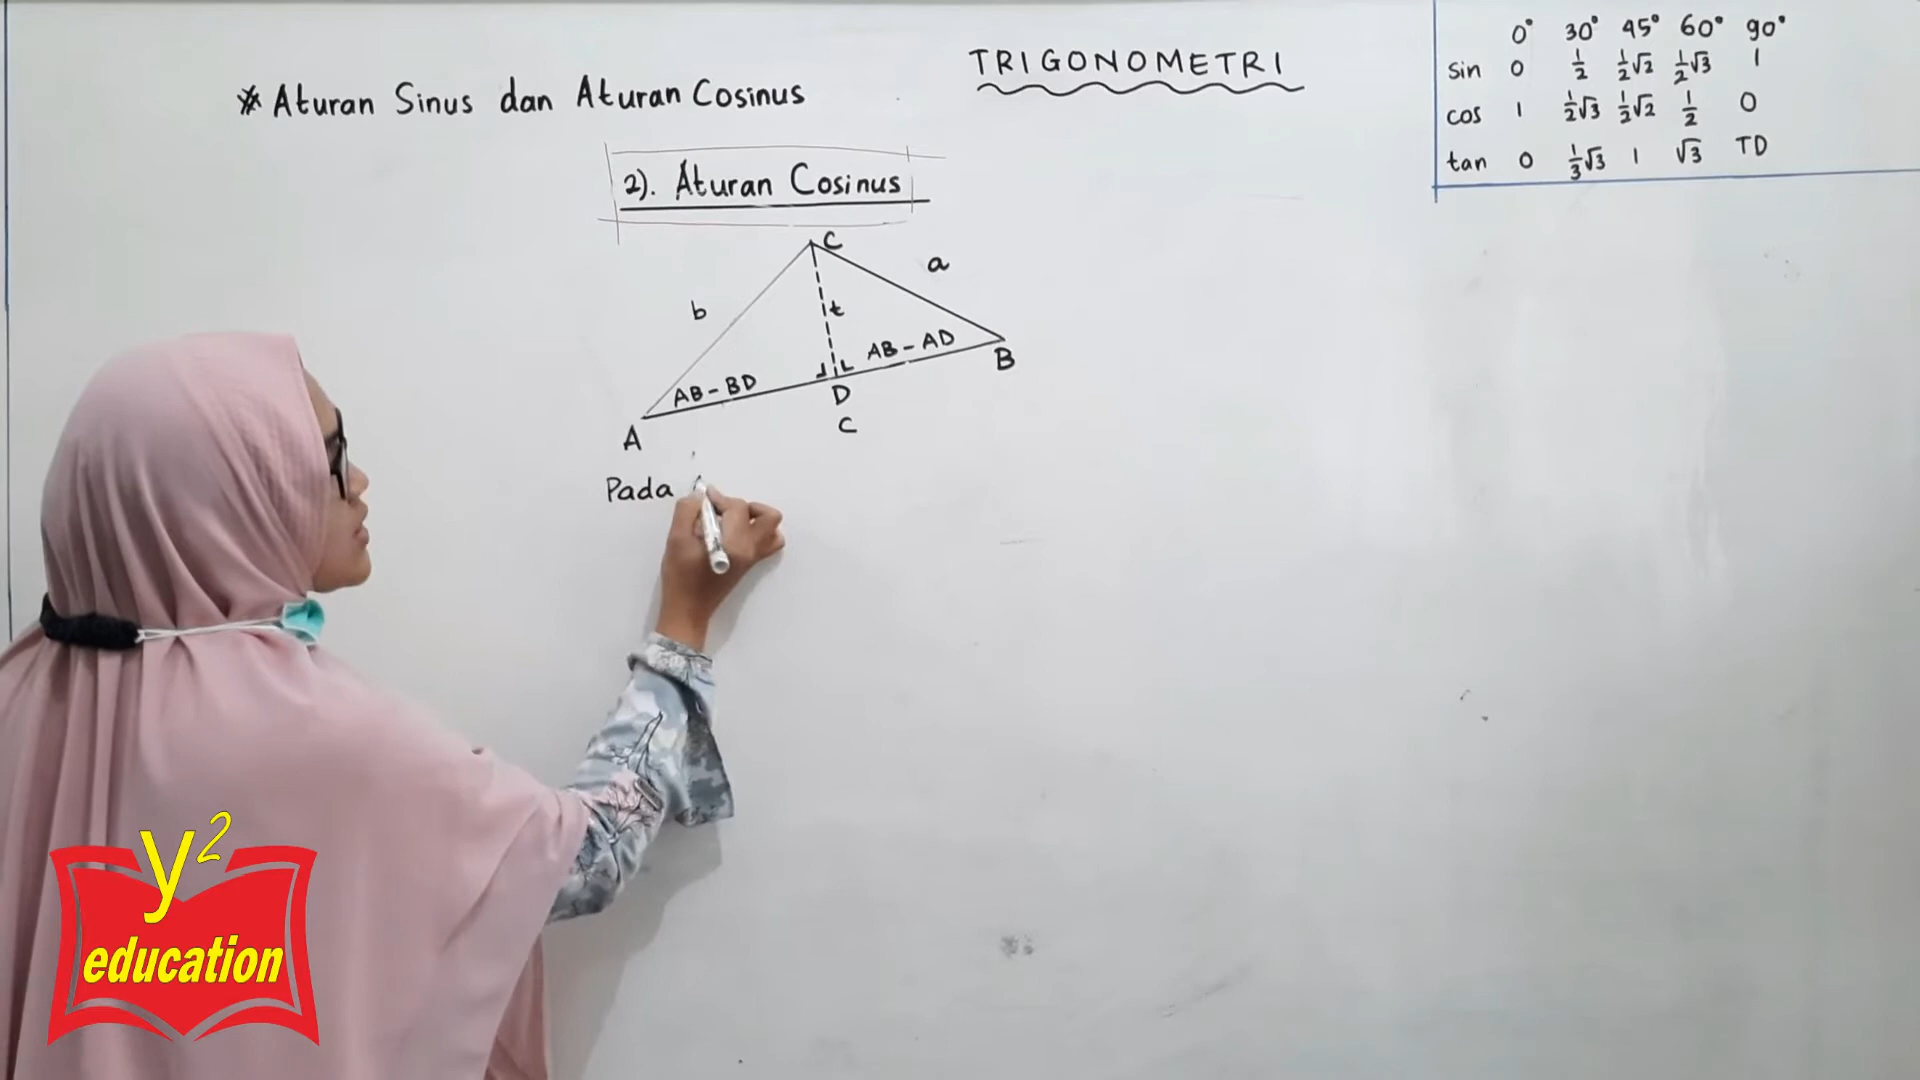 TRIGONOMETRI
* Aturan Sinus dan Aturan Cosinus
2). Aturan Cosinus
C
a
b
t
AB - AD
B
AB - BD
D
A
C
Pada
0° 30° 45° 60° 90°
sin 0 1/2 1/2√2 1/2√3 1
cos 1 1/2√3 1/2√2 1/2 0
tan 0 1/3√3 1 √3 TD
y²
education